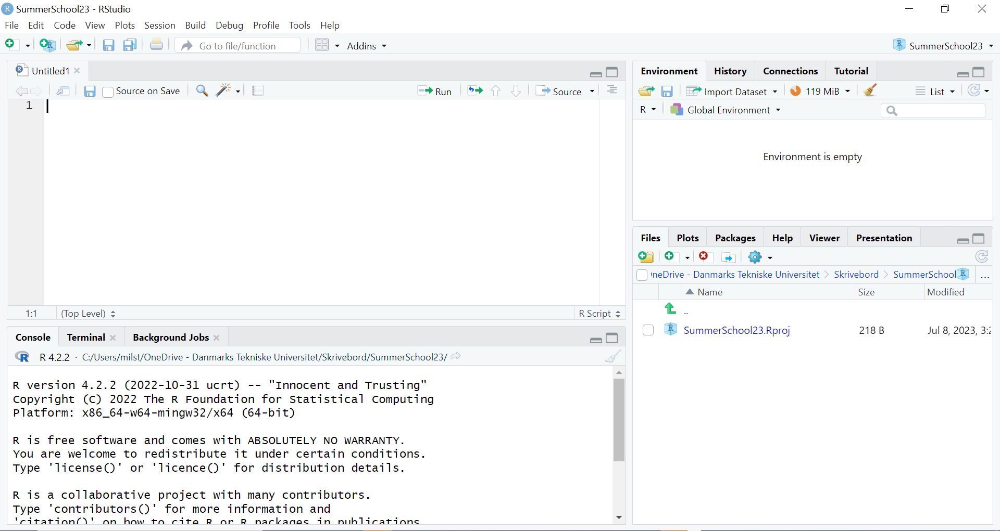 SummerSchool23 - RStudio
File Edit Code View Plots Session Build Debug Profile Tools Help
Go to file/function Addins SummerSchool23
Untitled1
Source on Save Run Source
1
1:1 (Top Level) R Script
Console Terminal Background Jobs
R 4.2.2 · C:/Users/milst/OneDrive - Danmarks Tekniske Universitet/Skrivebord/SummerSchool23/
R version 4.2.2 (2022-10-31 ucrt) -- "Innocent and Trusting"
Copyright (C) 2022 The R Foundation for Statistical Computing
Platform: x86_64-w64-mingw32/x64 (64-bit)
R is free software and comes with ABSOLUTELY NO WARRANTY.
You are welcome to redistribute it under certain conditions.
Type 'license()' or 'licence()' for distribution details.
R is a collaborative project with many contributors.
Type 'contributors()' for more information and
'citation()' on how to cite R or R packages in publications
Environment History Connections Tutorial
Import Dataset 119 MiB List
R Global Environment
Environment is empty
Files Plots Packages Help Viewer Presentation
neDrive - Danmarks Tekniske Universitet Skrivebord SummerSchool ...
Name Size Modified
..
SummerSchool23.Rproj 218 B Jul 8, 2023, 3:2